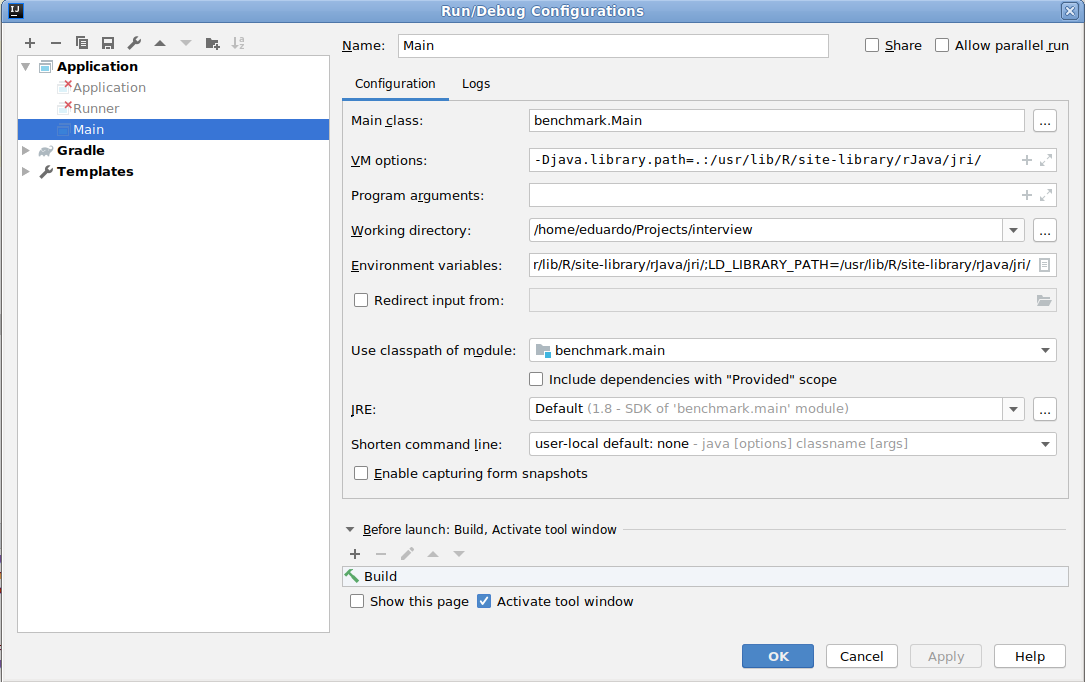 Run/Debug Configurations
Name: Main Share Allow parallel run
Application
Application
Runner
Main
Gradle
Templates
Configuration Logs
Main class: benchmark.Main ...
VM options: -Djava.library.path=.:/usr/lib/R/site-library/rJava/jri/
Program arguments:
Working directory: /home/eduardo/Projects/interview ...
Environment variables: r/lib/R/site-library/rJava/jri/;LD_LIBRARY_PATH=/usr/lib/R/site-library/rJava/jri/
Redirect input from:
Use classpath of module: benchmark.main
Include dependencies with "Provided" scope
JRE: Default (1.8 - SDK of 'benchmark.main' module) ...
Shorten command line: user-local default: none - java [options] classname [args]
Enable capturing form snapshots
Before launch: Build, Activate tool window
Build
Show this page Activate tool window
OK Cancel Apply Help